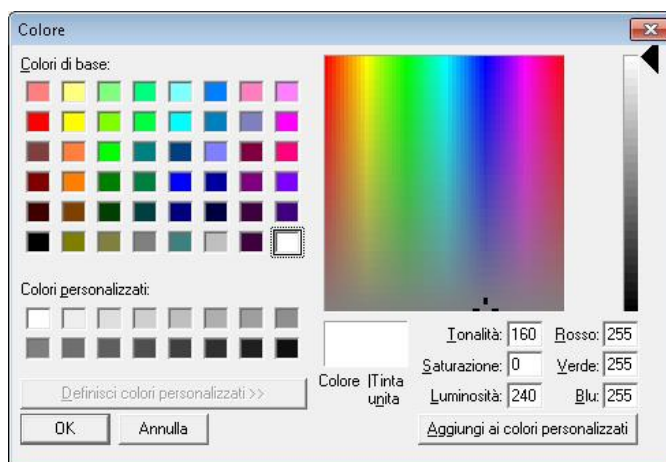 Colore
Colori di base:
Colori personalizzati:
Definisci colori personalizzati >>
OK
Annulla
Colore |Tinta
unita
Tonalità: 160
Saturazione: 0
Luminosità: 240
Rosso: 255
Verde: 255
Blu: 255
Aggiungi ai colori personalizzati